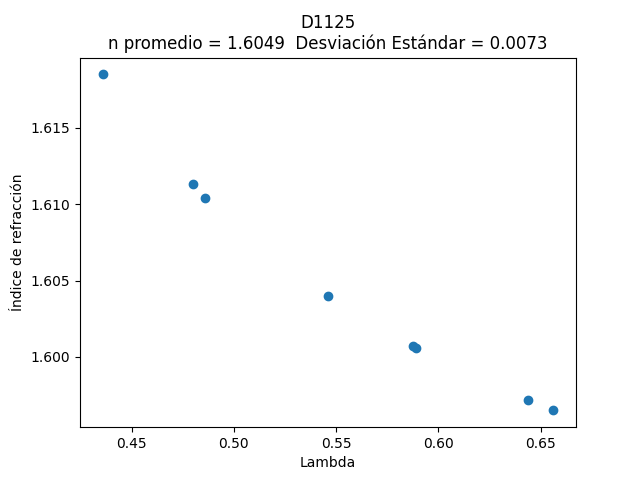 D1125
n promedio = 1.6049  Desviación Estándar = 0.0073
1.615
1.610
1.605
1.600
Índice de refracción
0.45
0.50
0.55
0.60
0.65
Lambda